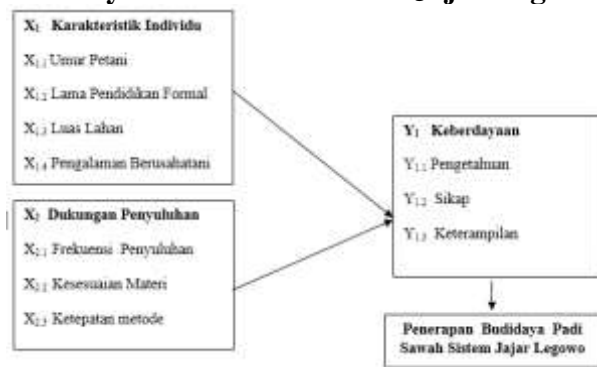 X₁ Karakteristik Individu
X₁.₁ Umur Petani
X₁.₂ Lama Pendidikan Formal
X₁.₃ Luas Lahan
X₁.₄ Pengalaman Berusahatani
X₂ Dukungan Penyuluhan
X₂.₁ Frekuensi Penyuluhan
X₂.₂ Kesesuaian Materi
X₂.₃ Ketepatan metode
Y₁ Keberdayaan
Y₁.₁ Pengetahuan
Y₁.₂ Sikap
Y₁.₃ Keterampilan
Penerapan Budidaya Padi
Sawah Sistem Jajar Legowo